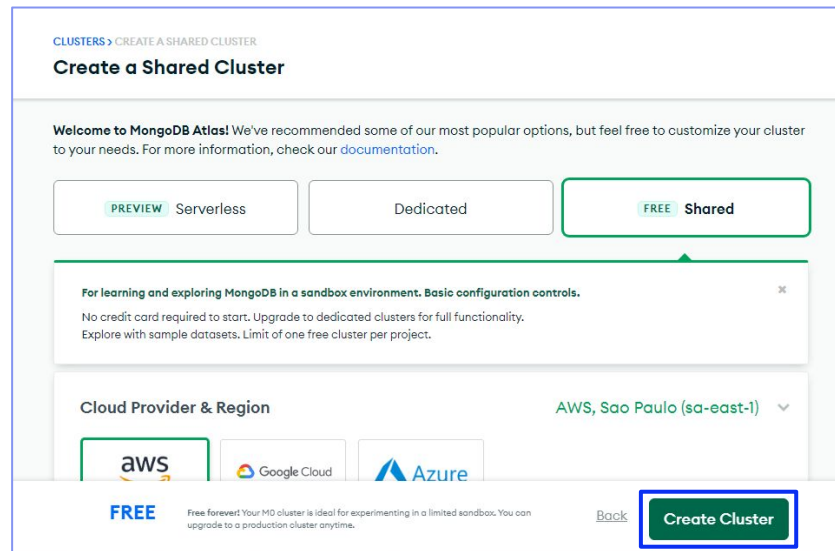 CLUSTERS > CREATE A SHARED CLUSTER
Create a Shared Cluster
Welcome to MongoDB Atlas! We've recommended some of our most popular options, but feel free to customize your cluster
to your needs. For more information, check our documentation.
PREVIEW Serverless
Dedicated
FREE Shared
For learning and exploring MongoDB in a sandbox environment. Basic configuration controls.
No credit card required to start. Upgrade to dedicated clusters for full functionality.
Explore with sample datasets. Limit of one free cluster per project.
Cloud Provider & Region
AWS, Sao Paulo (sa-east-1)
aws
Google Cloud
Azure
FREE
Free forever! Your M0 cluster is ideal for experimenting in a limited sandbox. You can
upgrade to a production cluster anytime.
Back
Create Cluster